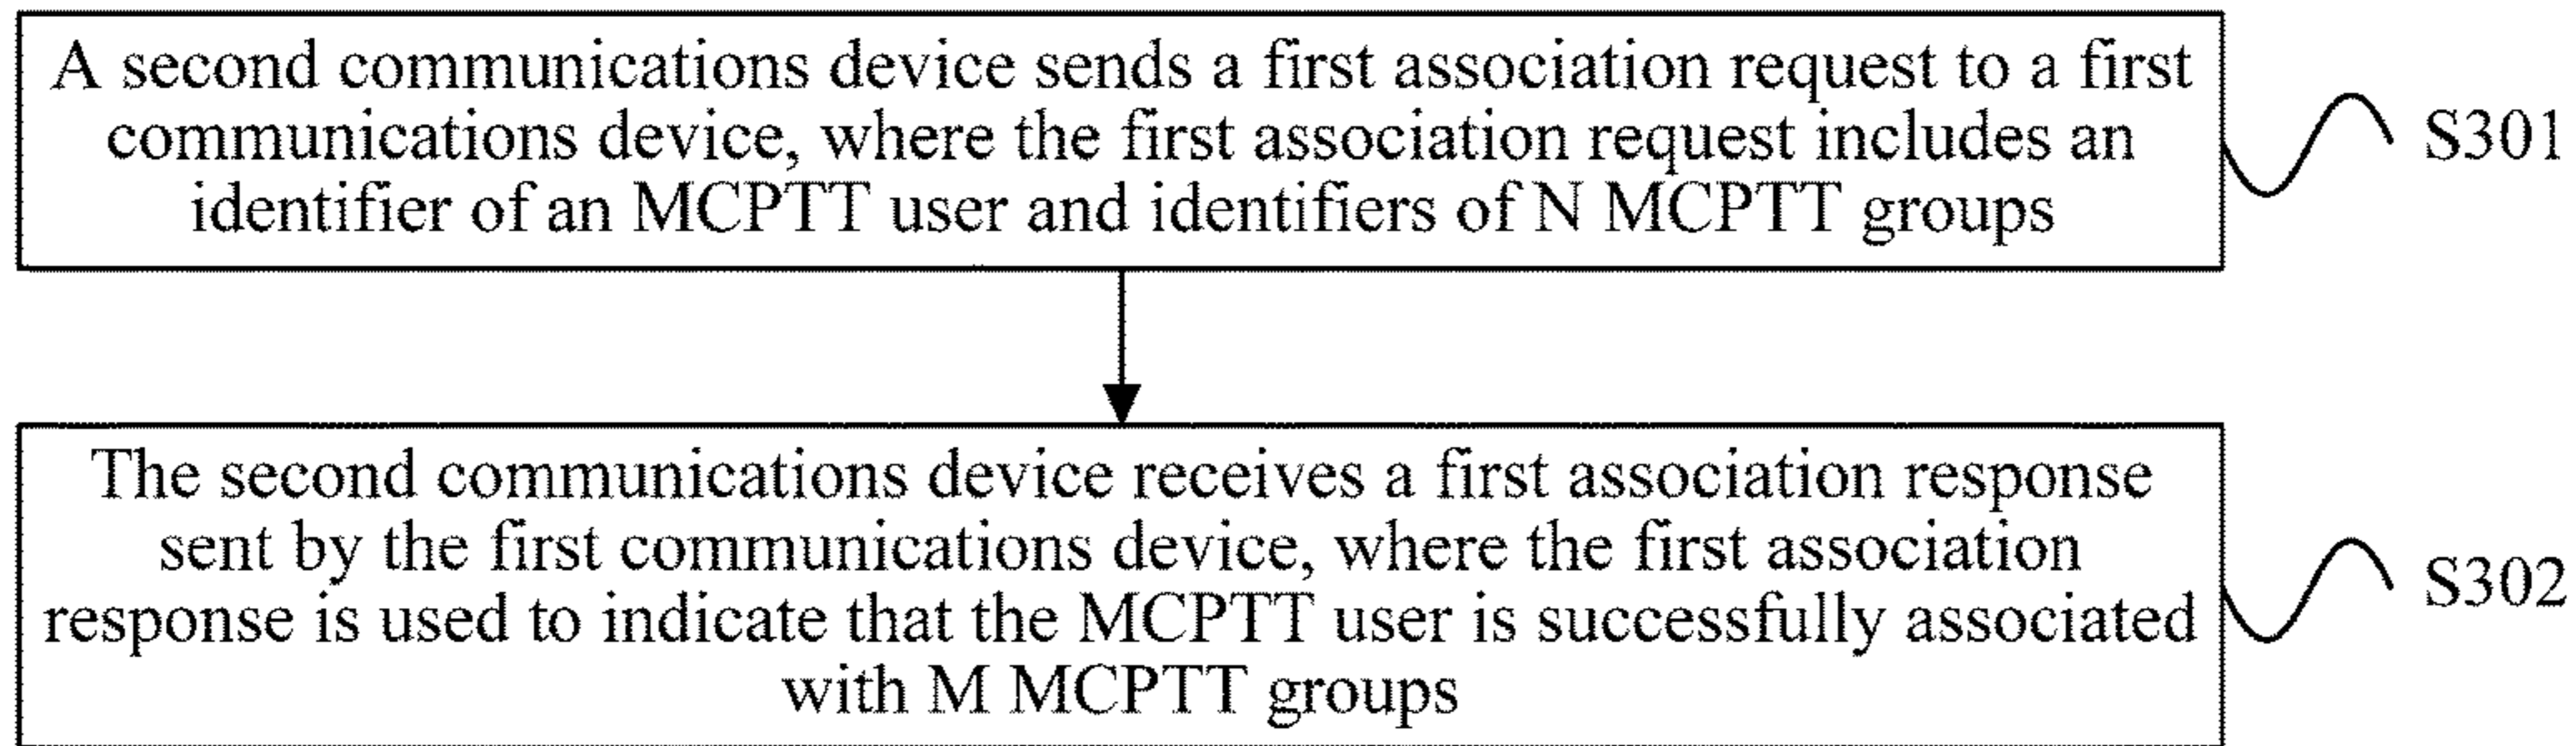 A second communications device sends a first association request to a first
communications device, where the first association request includes an
identifier of an MCPTT user and identifiers of N MCPTT groups
S301
The second communications device receives a first association response
sent by the first communications device, where the first association
response is used to indicate that the MCPTT user is successfully associated
with M MCPTT groups
S302